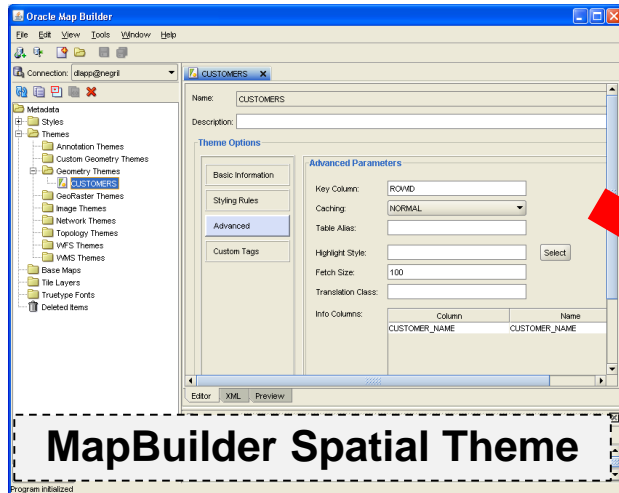 Oracle Map Builder
File Edit View Tools Window Help
Connection: dlapp@negril
CUSTOMERS
Metadata
Styles
Themes
Annotation Themes
Custom Geometry Themes
Geometry Themes
CUSTOMERS
GeoRaster Themes
Image Themes
Network Themes
Topology Themes
WFS Themes
WMS Themes
Base Maps
Tile Layers
Truetype Fonts
Deleted Items
Name: CUSTOMERS
Description:
Theme Options
Basic Information
Styling Rules
Advanced
Custom Tags
Advanced Parameters
Key Column: ROWID
Caching: NORMAL
Table Alias:
Highlight Style: Select
Fetch Size: 100
Translation Class:
Info Columns: Column Name
CUSTOMER_NAME CUSTOMER_NAME
Editor XML Preview
MapBuilder Spatial Theme
Program initialized